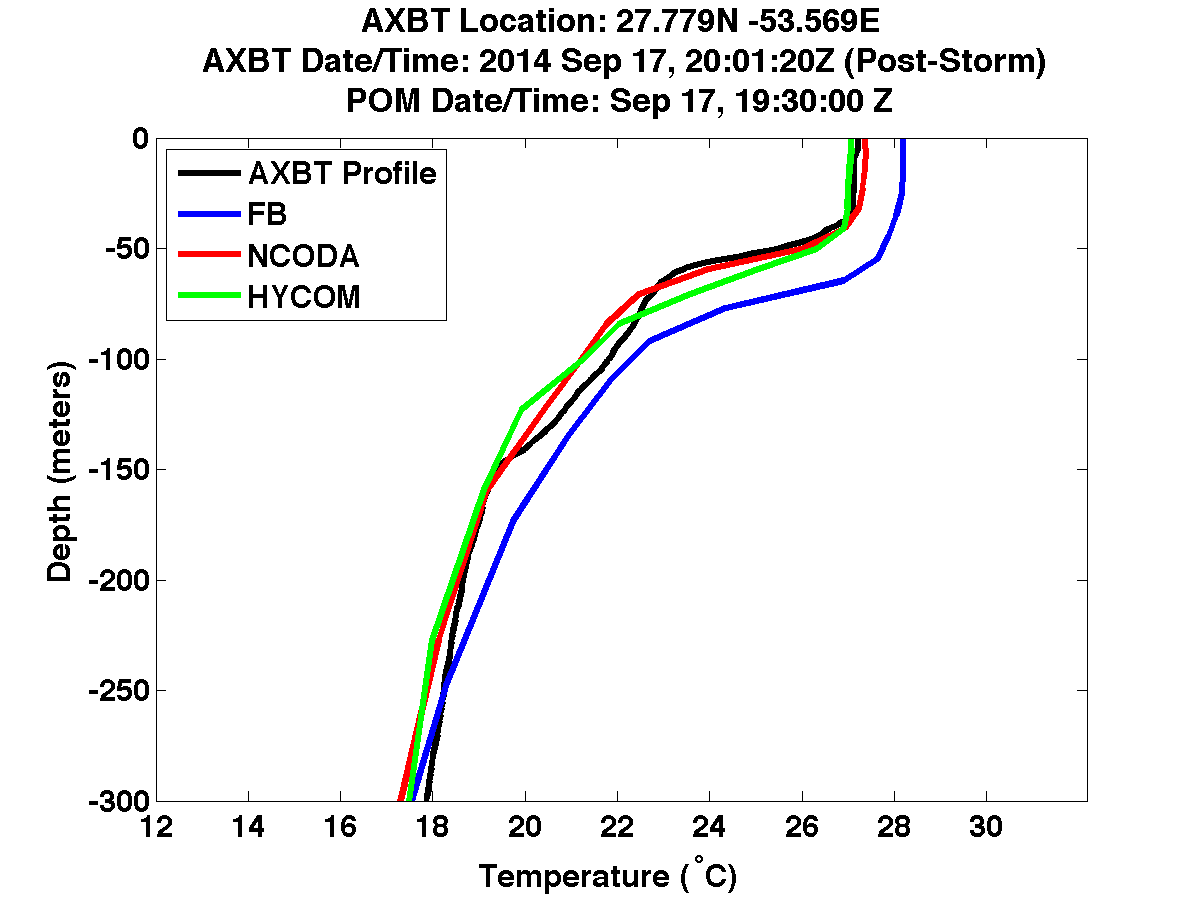 AXBT Location: 27.779N -53.569E
AXBT Date/Time: 2014 Sep 17, 20:01:20Z (Post-Storm)
POM Date/Time: Sep 17, 19:30:00 Z
AXBT Profile
FB
NCODA
HYCOM
0
-50
-100
-150
-200
-250
-300
Depth (meters)
12 14 16 18 20 22 24 26 28 30
Temperature (°C)